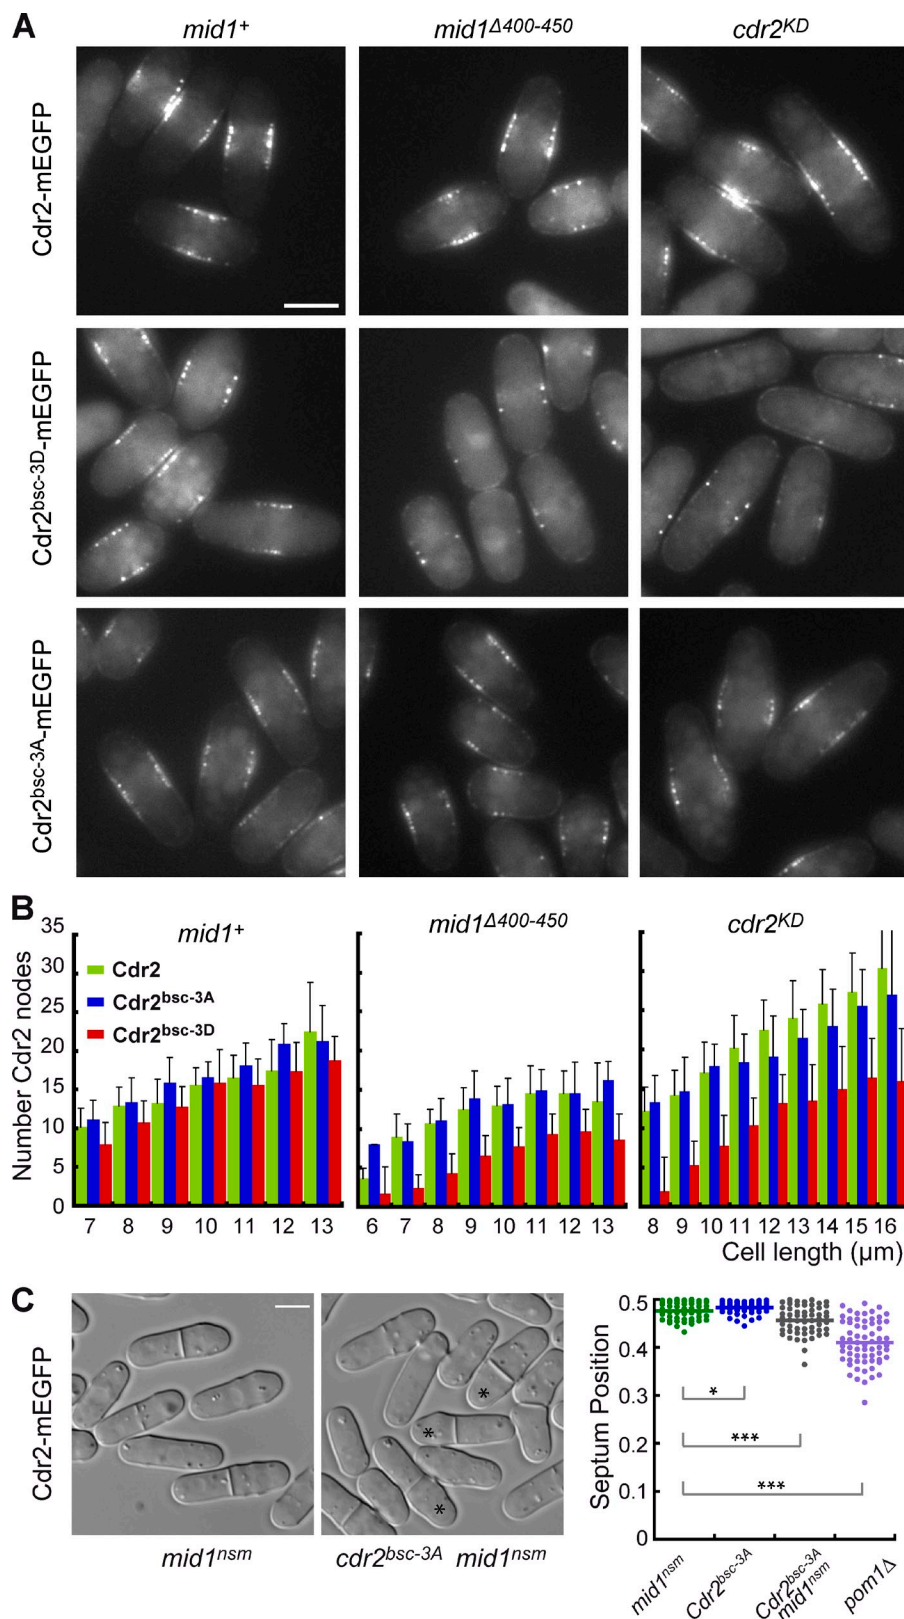 A
mid1+ mid1Δ400-450 cdr2KD
Cdr2-mEGFP
Cdr2bsc-3D-mEGFP
Cdr2bsc-3A-mEGFP
B
mid1+ mid1Δ400-450 cdr2KD
Number Cdr2 nodes
35
30
25
20
15
10
5
0
Cdr2
Cdr2bsc-3A
Cdr2bsc-3D
7 8 9 10 11 12 13 6 7 8 9 10 11 12 13 8 9 10 11 12 13 14 15 16
Cell length (µm)
C
Cdr2-mEGFP
* * *
mid1nsm cdr2bsc-3A mid1nsm
Septum Position
0.5
0.4
0.3
0.2
0.1
0
*
***
***
mid1nsm
Cdr2bsc-3A
Cdr2bsc-3A
mid1nsm
pom1Δ